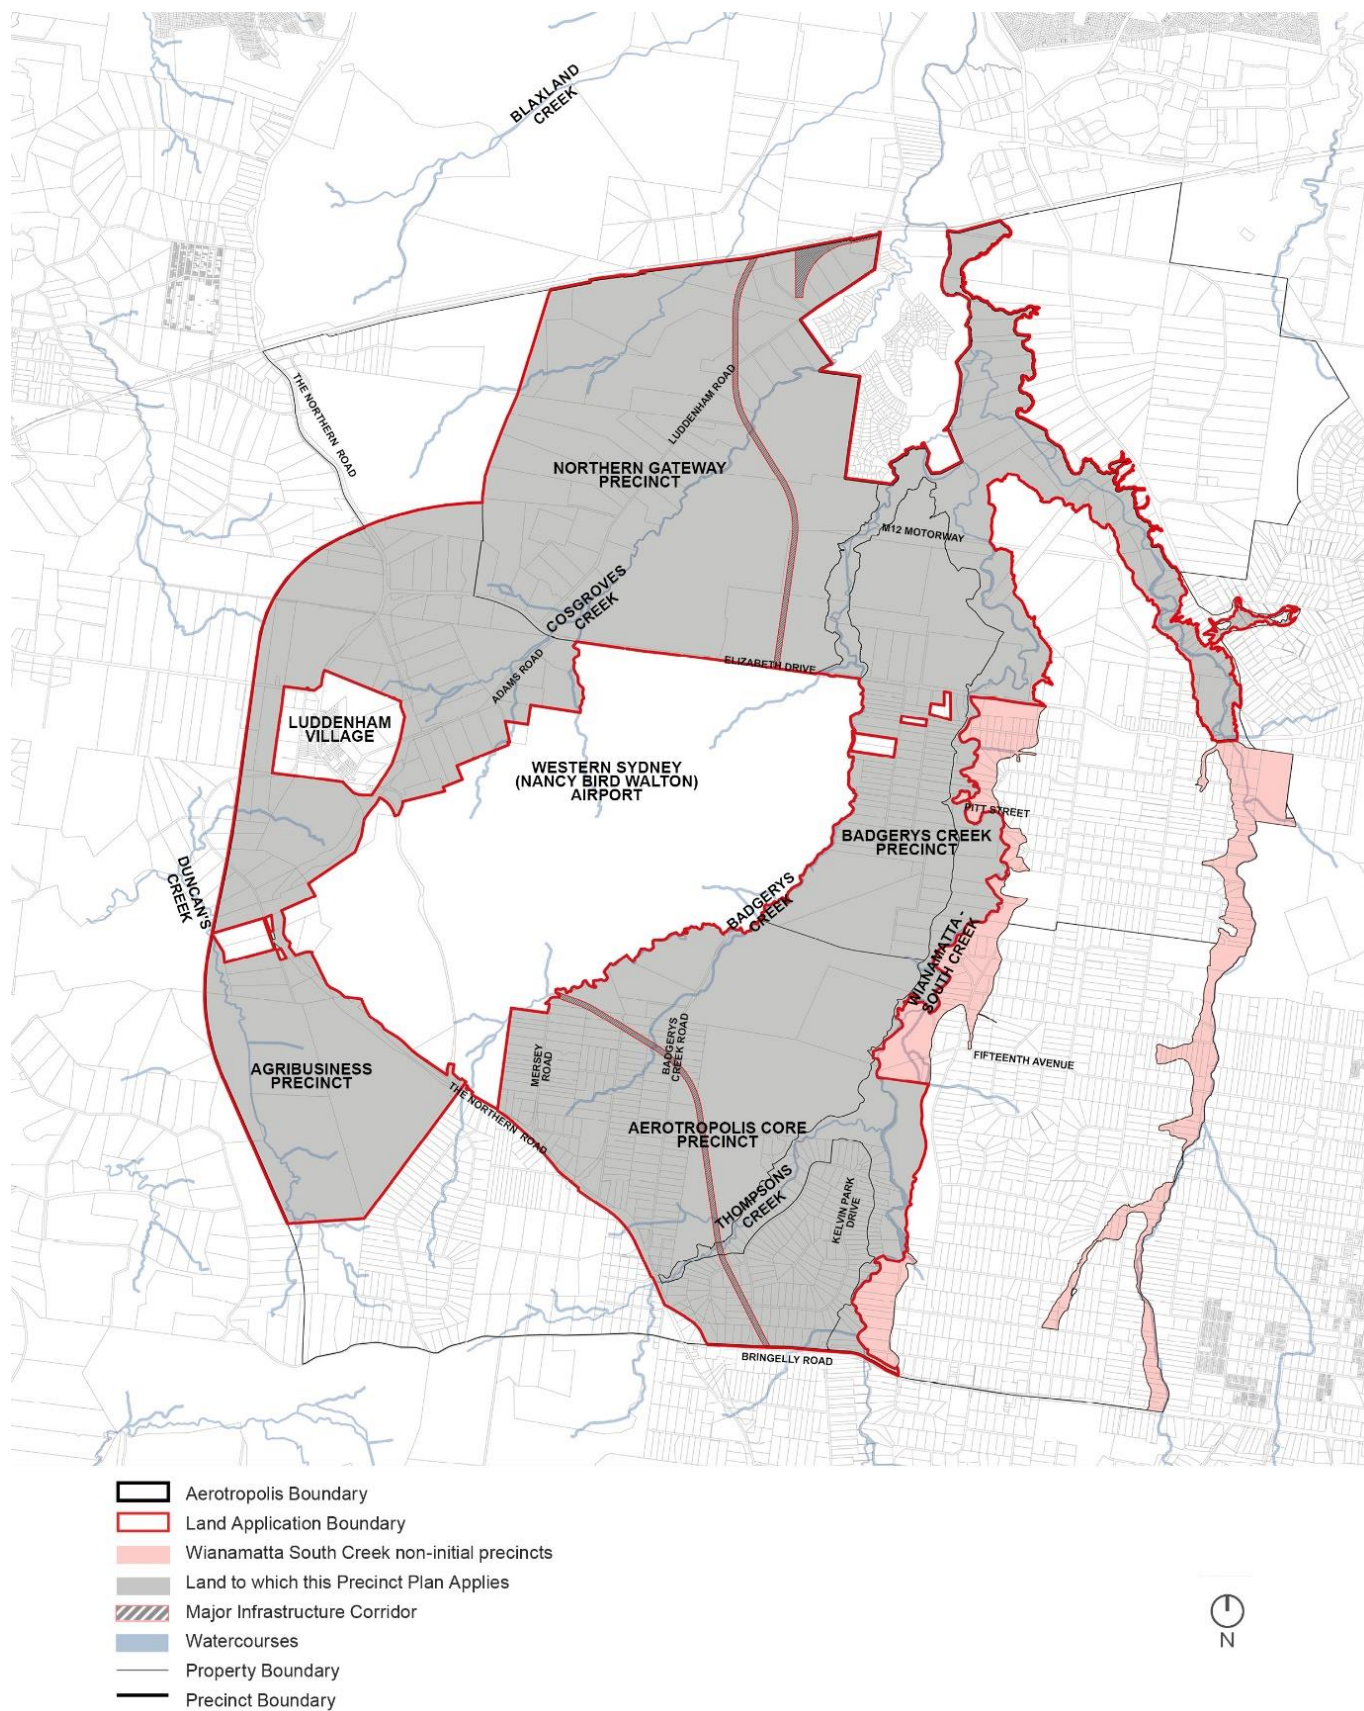 BLAXLAND
CREEK
THE NORTHERN ROAD
LUDDENHAM ROAD
NORTHERN GATEWAY
PRECINCT
M12 MOTORWAY
COSGROVES
CREEK
ADAMS ROAD
ELIZABETH DRIVE
LUDDENHAM
VILLAGE
WESTERN SYDNEY
(NANCY BIRD WALTON)
AIRPORT
PITT STREET
BADGERYS CREEK
PRECINCT
DUNCAN'S
CREEK
BADGERYS
CREEK
WIANAMATTA -
SOUTH CREEK
MERSEY
ROAD
BADGERYS
CREEK ROAD
FIFTEENTH AVENUE
AGRIBUSINESS
PRECINCT
THE NORTHERN ROAD
AEROTROPOLIS CORE
PRECINCT
THOMPSONS
CREEK
KELVIN PARK
DRIVE
BRINGELLY ROAD
Aerotropolis Boundary
Land Application Boundary
Wianamatta South Creek non-initial precincts
Land to which this Precinct Plan Applies
Major Infrastructure Corridor
Watercourses
Property Boundary
Precinct Boundary
N